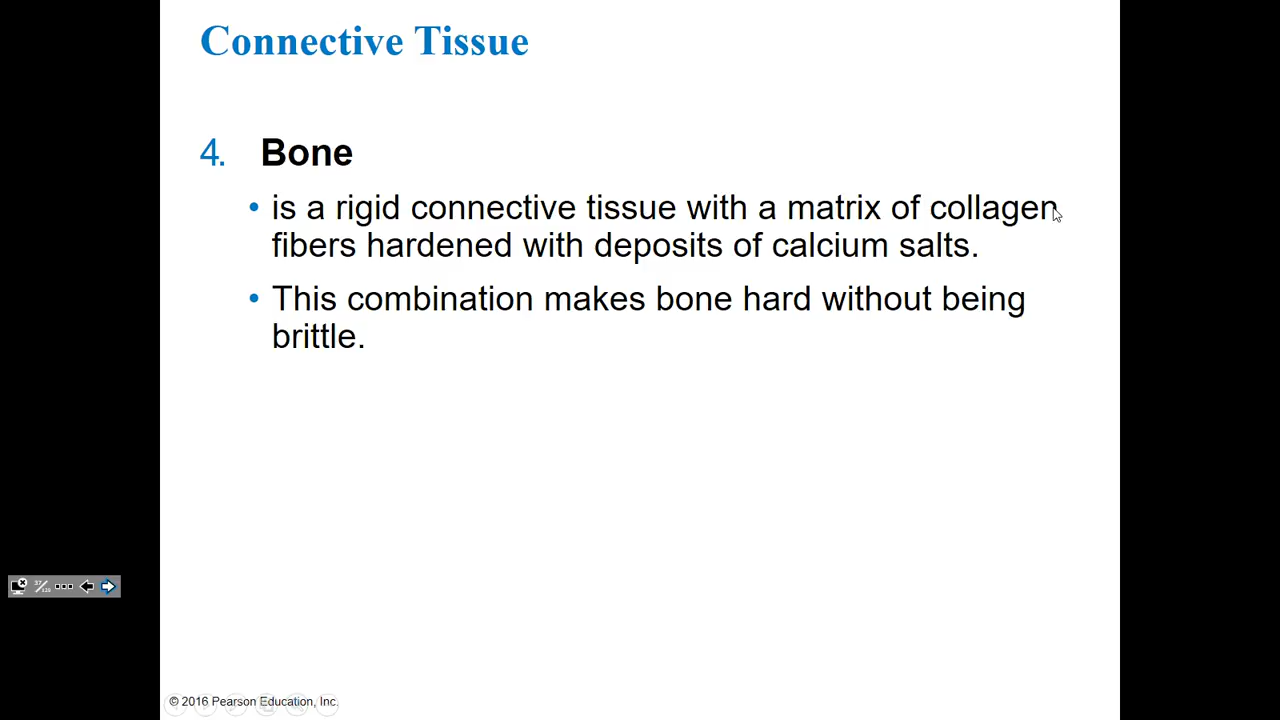 Connective Tissue
4. Bone
• is a rigid connective tissue with a matrix of collagen
fibers hardened with deposits of calcium salts.
• This combination makes bone hard without being
brittle.
37/
© 2016 Pearson Education, Inc.